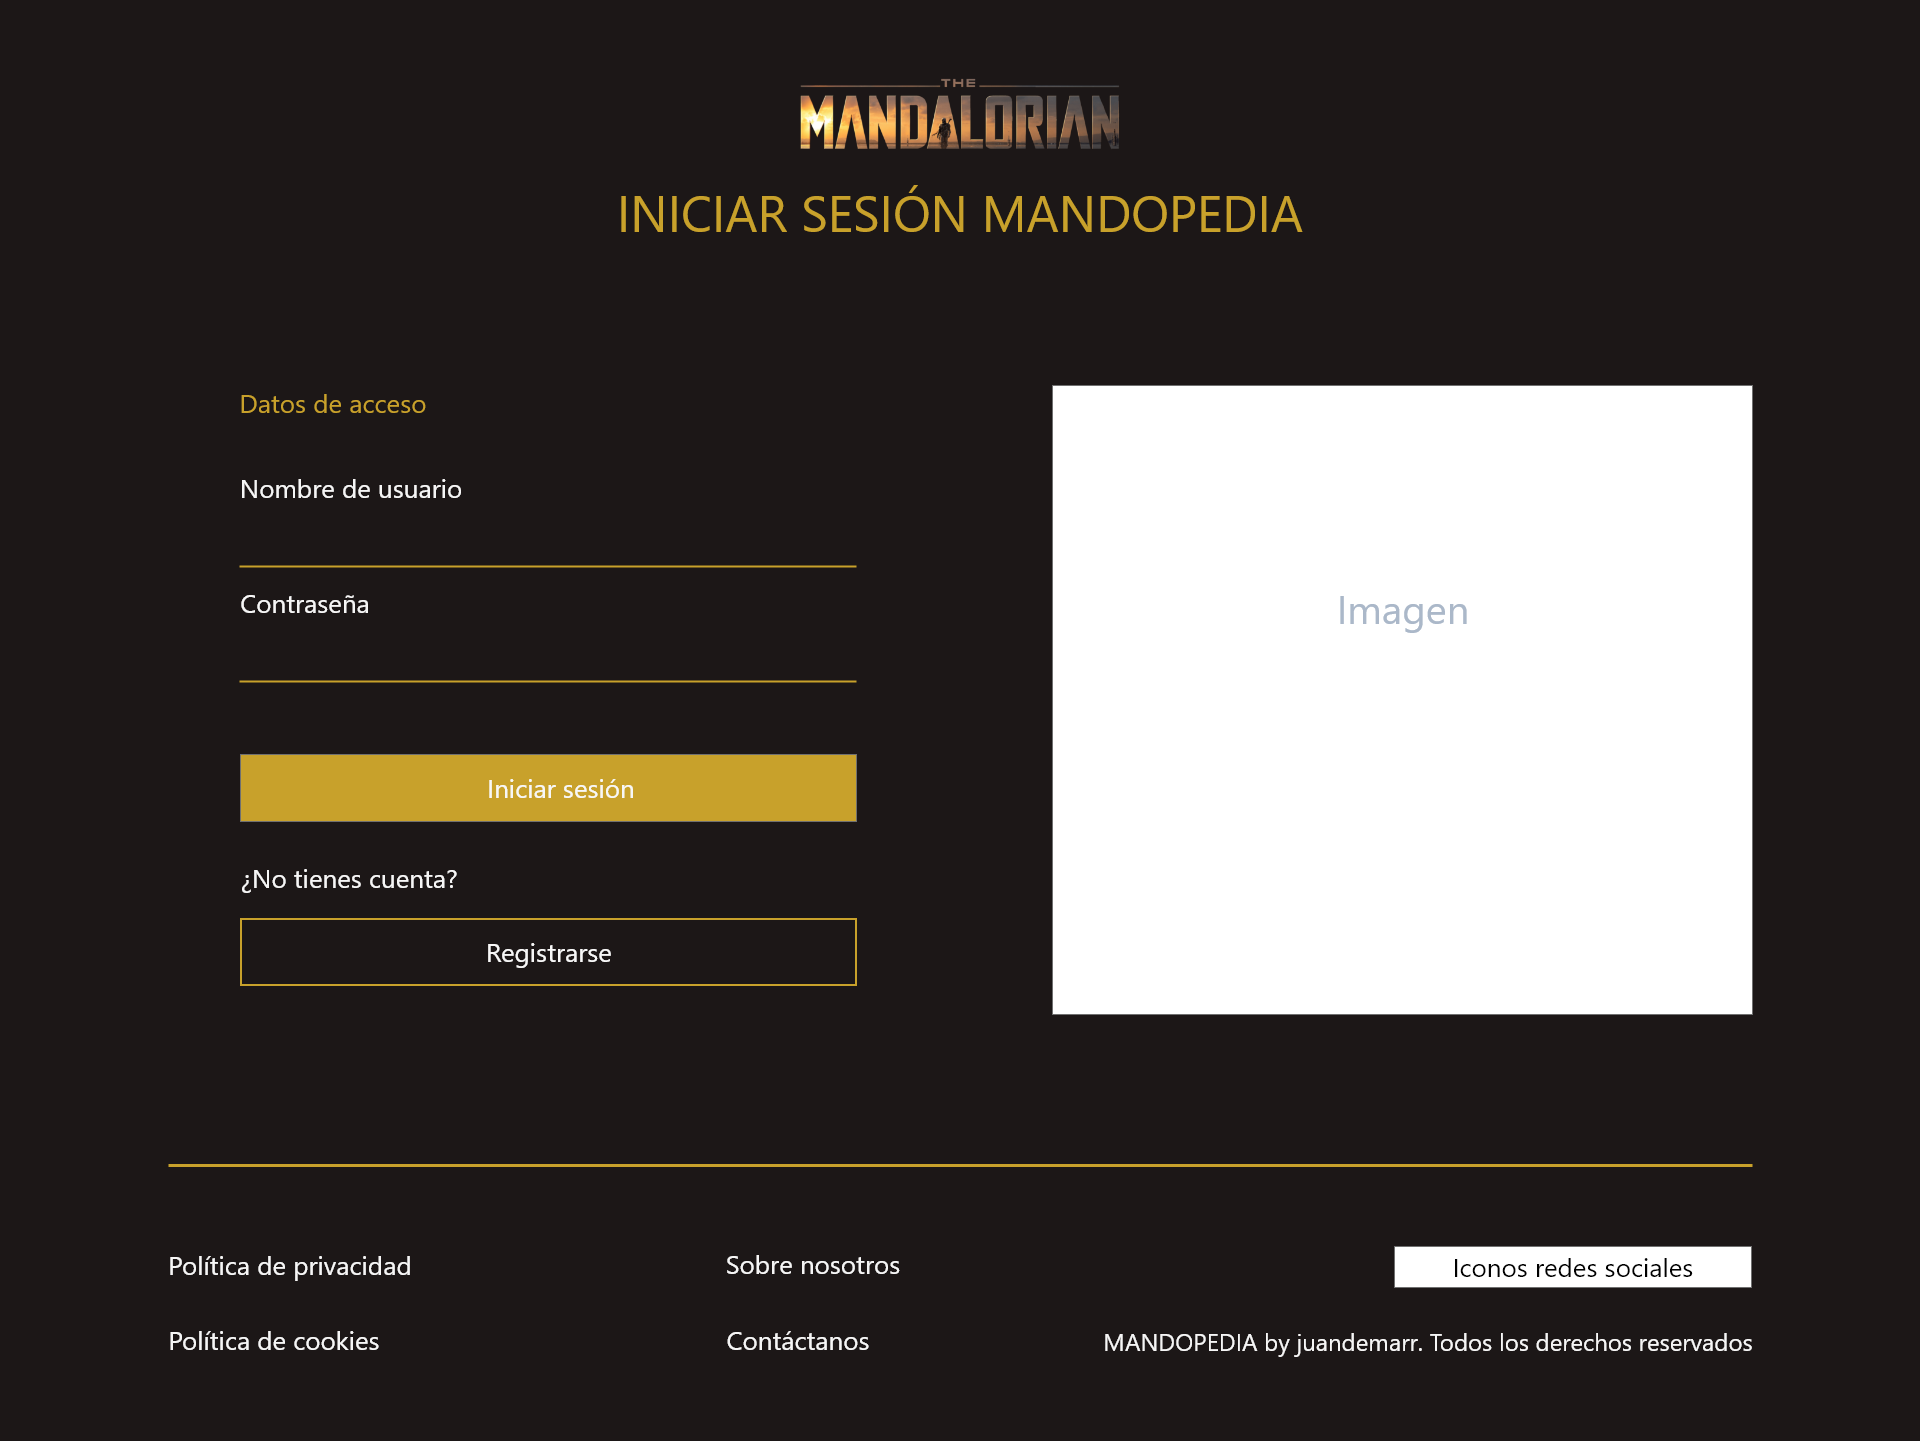 THE
MANDALORIAN
INICIAR SESIÓN MANDOPEDIA
Datos de acceso
Nombre de usuario
Contraseña
Iniciar sesión
¿No tienes cuenta?
Registrarse
Imagen
Política de privacidad
Sobre nosotros
Iconos redes sociales
Política de cookies
Contáctanos
MANDOPEDIA by juandemarr. Todos los derechos reservados